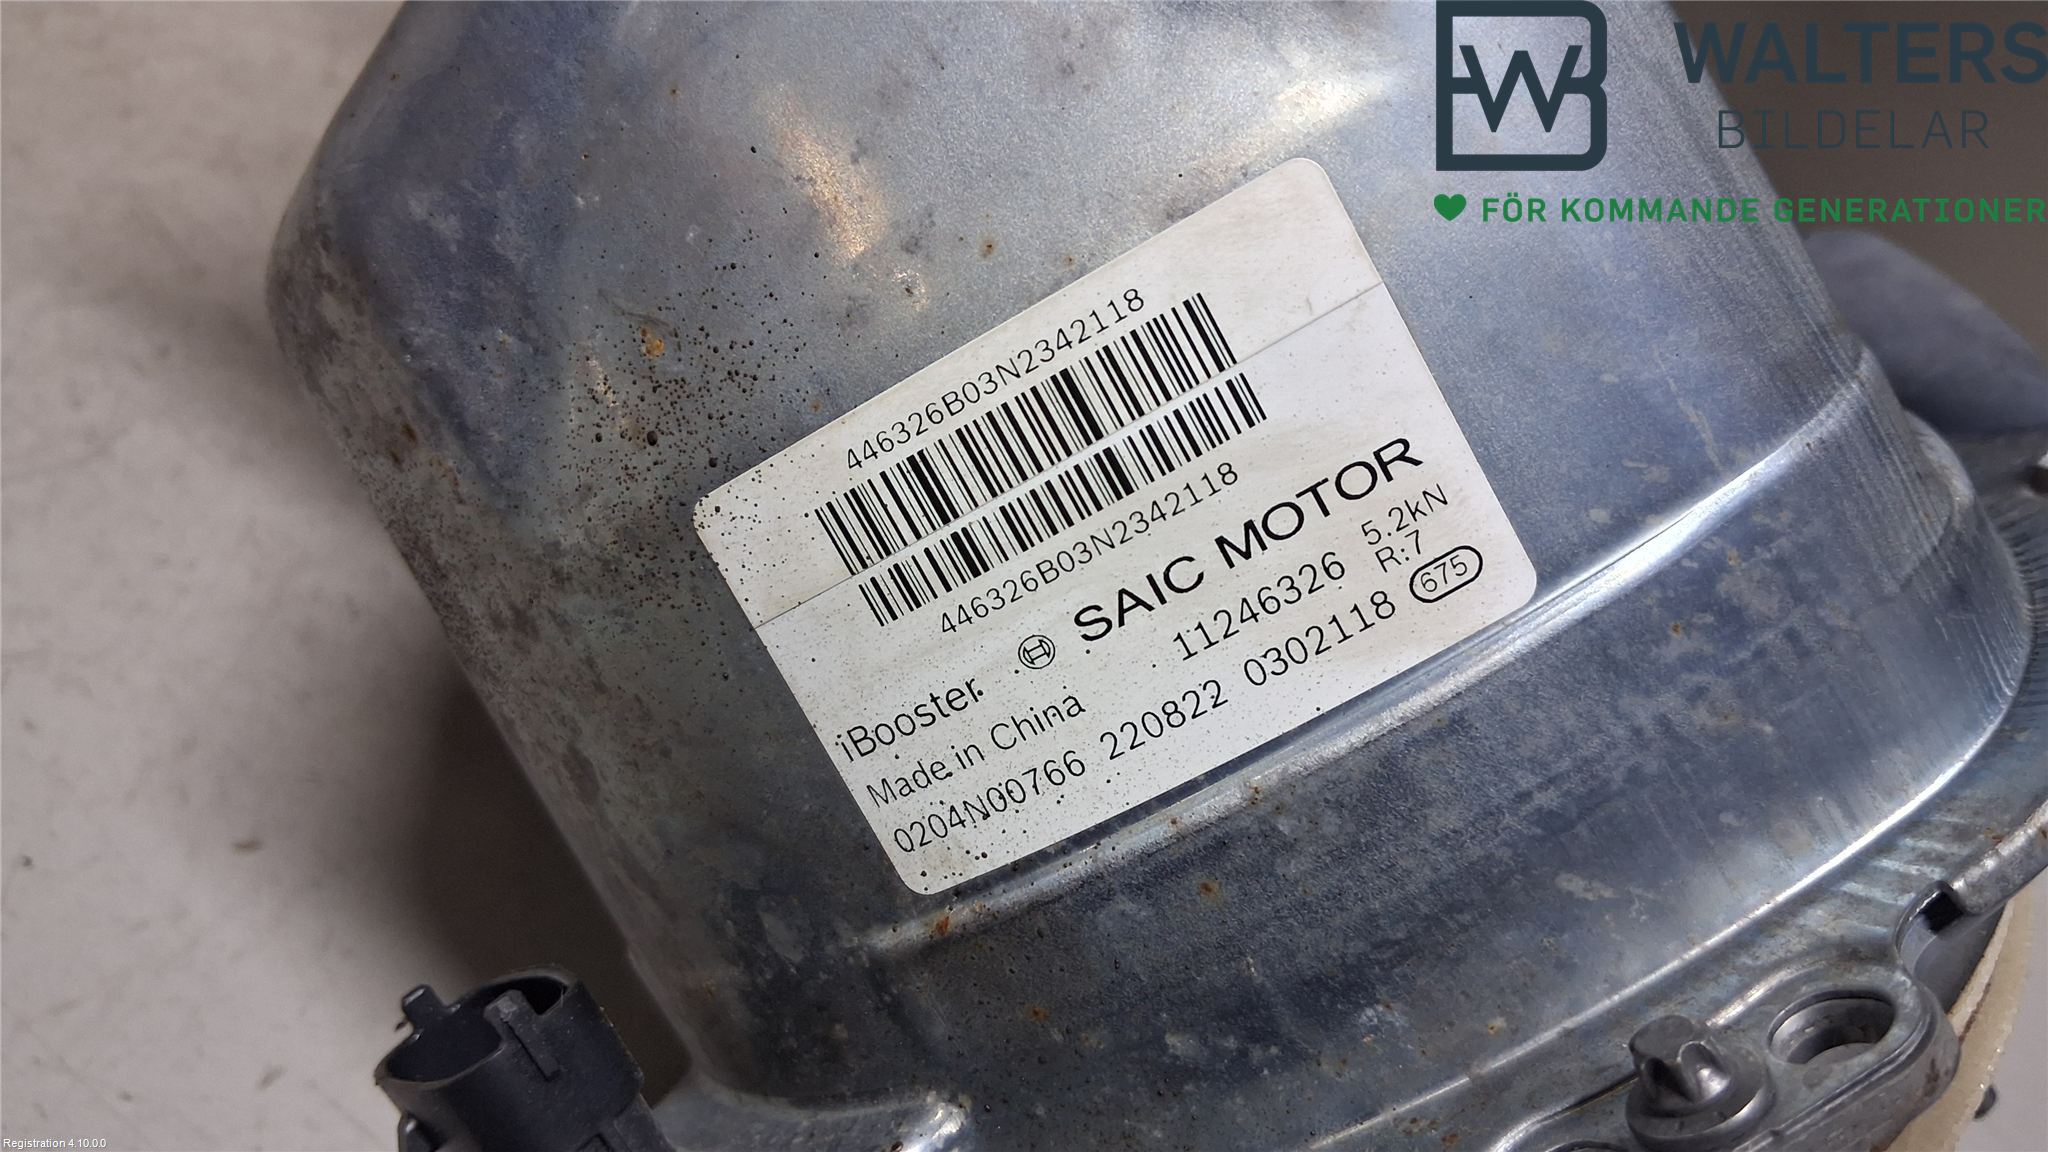 WALTERS
BILDELAR
FÖR KOMMANDE GENERATIONER
446326B03N2342118
446326B03N2342118
iBooster SAIC MOTOR
Made in China 11246326 5.2kN
R:7
0204N00766 220822 0302118 675
Registration 4.10.0.0